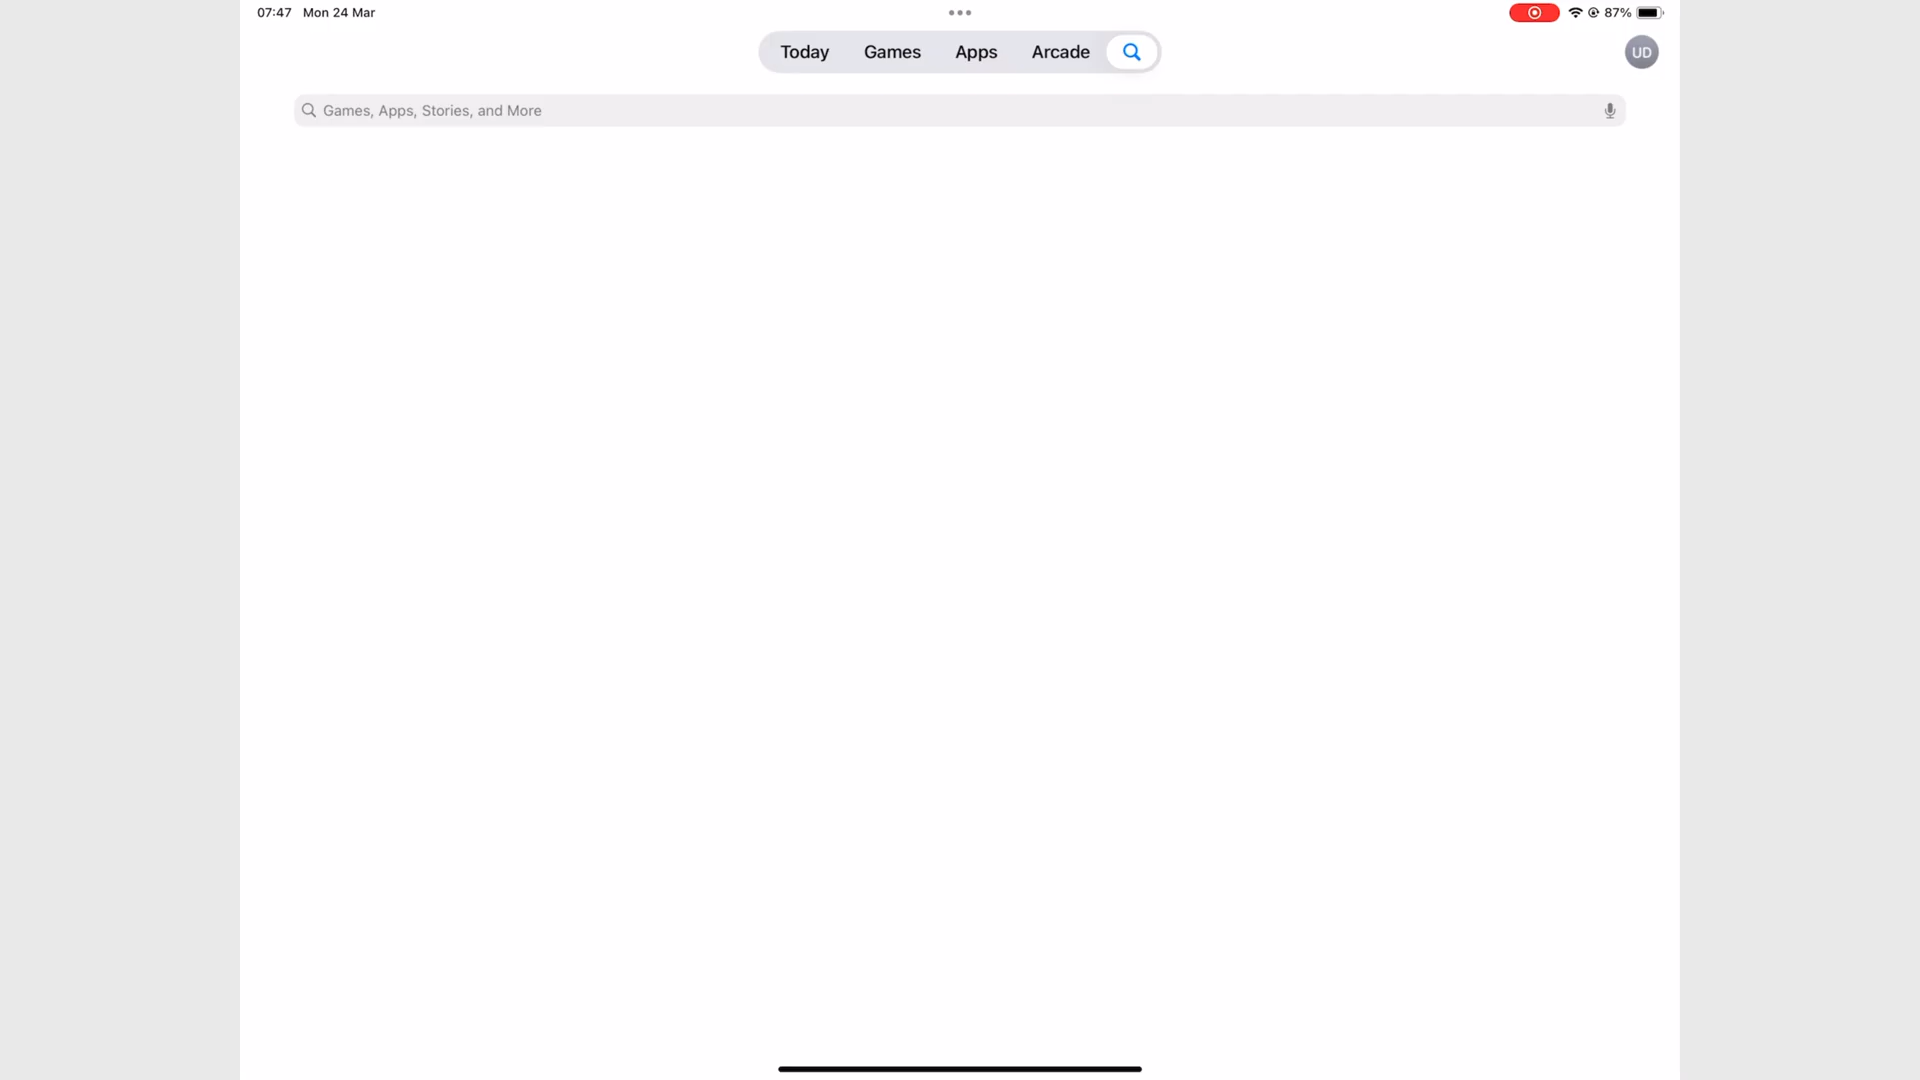 07:47 Mon 24 Mar
87%
Today Games Apps Arcade
UD
Games, Apps, Stories, and More